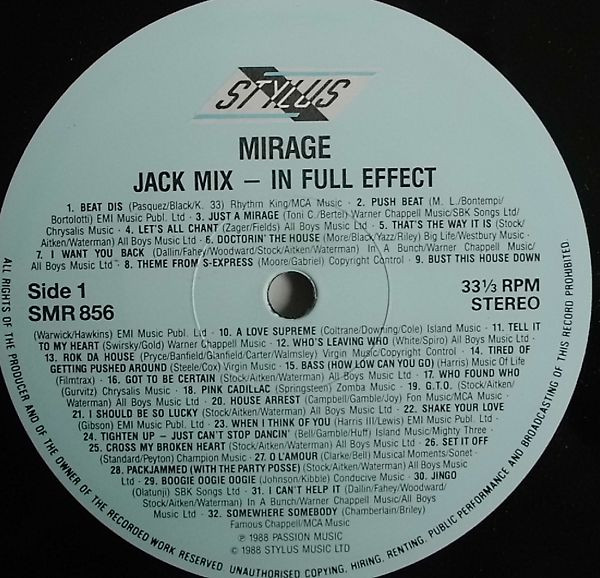 STYLUS
MIRAGE
JACK MIX – IN FULL EFFECT
1. BEAT DIS (Pasquez/Black/K. 33) Rhythm King/MCA Music · 2. PUSH BEAT (M. L./Bontempi/
Bortolotti) EMI Music Publ. Ltd · 3. JUST A MIRAGE (Toni C./Bertel) Warner Chappell Music/SBK Songs Ltd/
Chrysalis Music · 4. LET'S ALL CHANT (Zager/Fields) All Boys Music Ltd · 5. THAT'S THE WAY IT IS (Stock/
Aitken/Waterman) All Boys Music Ltd · 6. DOCTORIN' THE HOUSE (More/Black/Yazz/Riley) Big Life/Westbury Music ·
7. I WANT YOU BACK (Dallin/Fahey/Woodward/Stock/Aitken/Waterman) In A Bunch/Warner Chappell Music/
All Boys Music Ltd · 8. THEME FROM S-EXPRESS (Moore/Gabriel) Copyright Control · 9. BUST THIS HOUSE DOWN
Side 1
SMR 856
33⅓ RPM
STEREO
(Warwick/Hawkins) EMI Music Publ. Ltd · 10. A LOVE SUPREME (Coltrane/Downing/Cole) Island Music · 11. TELL IT
TO MY HEART (Swirsky/Gold) Warner Chappell Music · 12. WHO'S LEAVING WHO (White/Spiro) All Boys Music Ltd ·
13. ROK DA HOUSE (Pryce/Banfield/Glanfield/Carter/Walmsley) Virgin Music/Copyright Control · 14. TIRED OF
GETTING PUSHED AROUND (Steele/Cox) Virgin Music · 15. BASS (HOW LOW CAN YOU GO) (Harris) Music Of Life
(Filmtrax) · 16. GOT TO BE CERTAIN (Stock/Aitken/Waterman) All Boys Music Ltd · 17. WHO FOUND WHO
(Gurvitz) Chrysalis Music · 18. PINK CADILLAC (Springsteen) Zomba Music · 19. G.T.O. (Stock/Aitken/
Waterman) All Boys Music Ltd · 20. HOUSE ARREST (Campbell/Gamble/Joy) Fon Music/MCA Music ·
21. I SHOULD BE SO LUCKY (Stock/Aitken/Waterman) All Boys Music Ltd · 22. SHAKE YOUR LOVE
(Gibson) EMI Music Publ. Ltd · 23. WHEN I THINK OF YOU (Harris III/Lewis) EMI Music Publ. Ltd ·
24. TIGHTEN UP – JUST CAN'T STOP DANCIN' (Bell/Gamble/Huff) Island Music/Mighty Three ·
25. CROSS MY BROKEN HEART (Stock/Aitken/Waterman) All Boys Music Ltd · 26. SET IT OFF
(Standard/Peyton) Champion Music · 27. O L'AMOUR (Clarke/Bell) Musical Moments/Sonet ·
28. PACKJAMMED (WITH THE PARTY POSSE) (Stock/Aitken/Waterman) All Boys Music
Ltd · 29. BOOGIE OOGIE OOGIE (Johnson/Kibble) Conducive Music · 30. JINGO
(Olatunji) SBK Songs Ltd · 31. I CAN'T HELP IT (Dallin/Fahey/Woodward/
Stock/Aitken/Waterman) In A Bunch/Warner Chappell Music/All Boys
Music Ltd · 32. SOMEWHERE SOMEBODY (Chamberlain/Briley)
Famous Chappell/MCA Music
℗ 1988 PASSION MUSIC
© 1988 STYLUS MUSIC LTD
ALL RIGHTS OF THE PRODUCER AND OF THE OWNER OF THE RECORDED WORK RESERVED UNAUTHORISED COPYING, HIRING, RENTING, PUBLIC PERFORMANCE AND BROADCASTING OF THIS RECORD PROHIBITED.